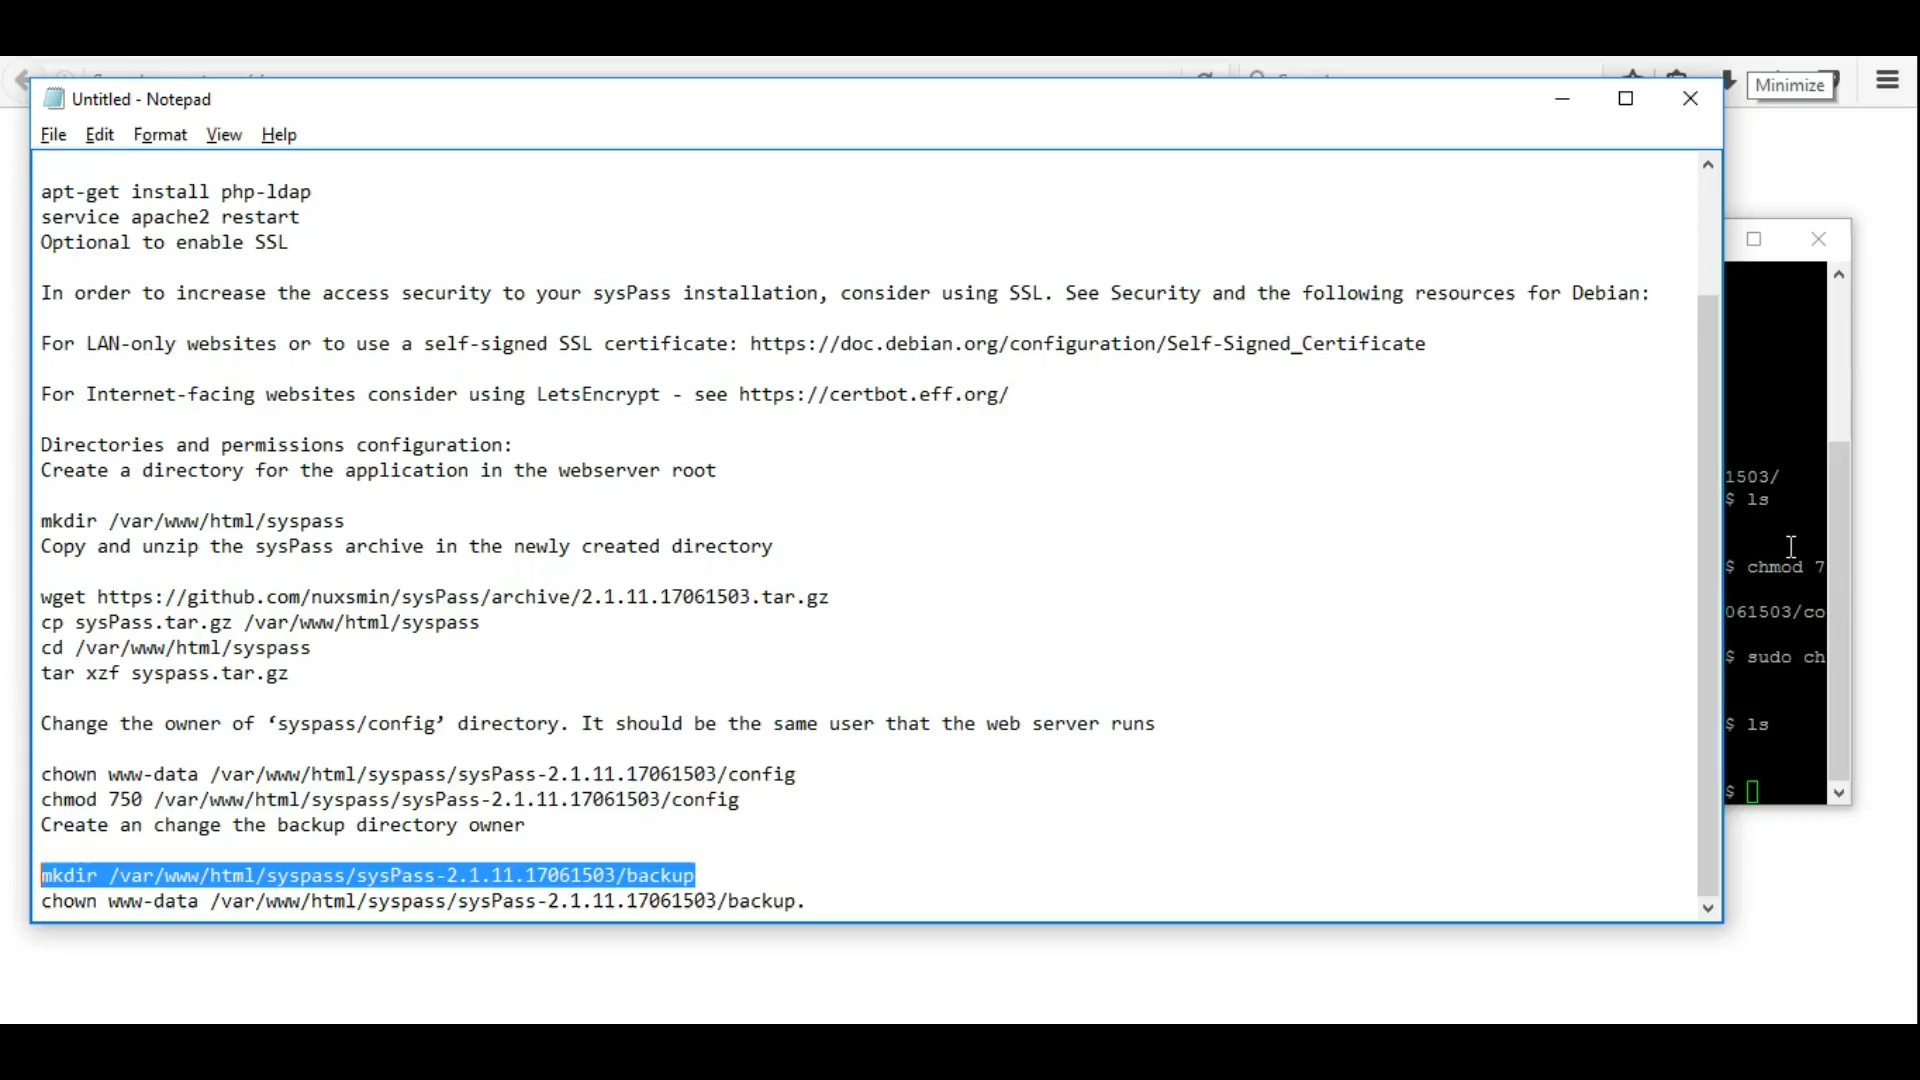 Untitled - Notepad
Minimize
File Edit Format View Help
apt-get install php-ldap
service apache2 restart
Optional to enable SSL
In order to increase the access security to your sysPass installation, consider using SSL. See Security and the following resources for Debian:
For LAN-only websites or to use a self-signed SSL certificate: https://doc.debian.org/configuration/Self-Signed_Certificate
For Internet-facing websites consider using LetsEncrypt - see https://certbot.eff.org/
Directories and permissions configuration:
Create a directory for the application in the webserver root
mkdir /var/www/html/syspass
Copy and unzip the sysPass archive in the newly created directory
wget https://github.com/nuxsmin/sysPass/archive/2.1.11.17061503.tar.gz
cp sysPass.tar.gz /var/www/html/syspass
cd /var/www/html/syspass
tar xzf syspass.tar.gz
Change the owner of ‘syspass/config’ directory. It should be the same user that the web server runs
chown www-data /var/www/html/syspass/sysPass-2.1.11.17061503/config
chmod 750 /var/www/html/syspass/sysPass-2.1.11.17061503/config
Create an change the backup directory owner
mkdir /var/www/html/syspass/sysPass-2.1.11.17061503/backup
chown www-data /var/www/html/syspass/sysPass-2.1.11.17061503/backup.
1503/
$ ls
$ chmod 7
061503/co
$ sudo ch
$ ls
$